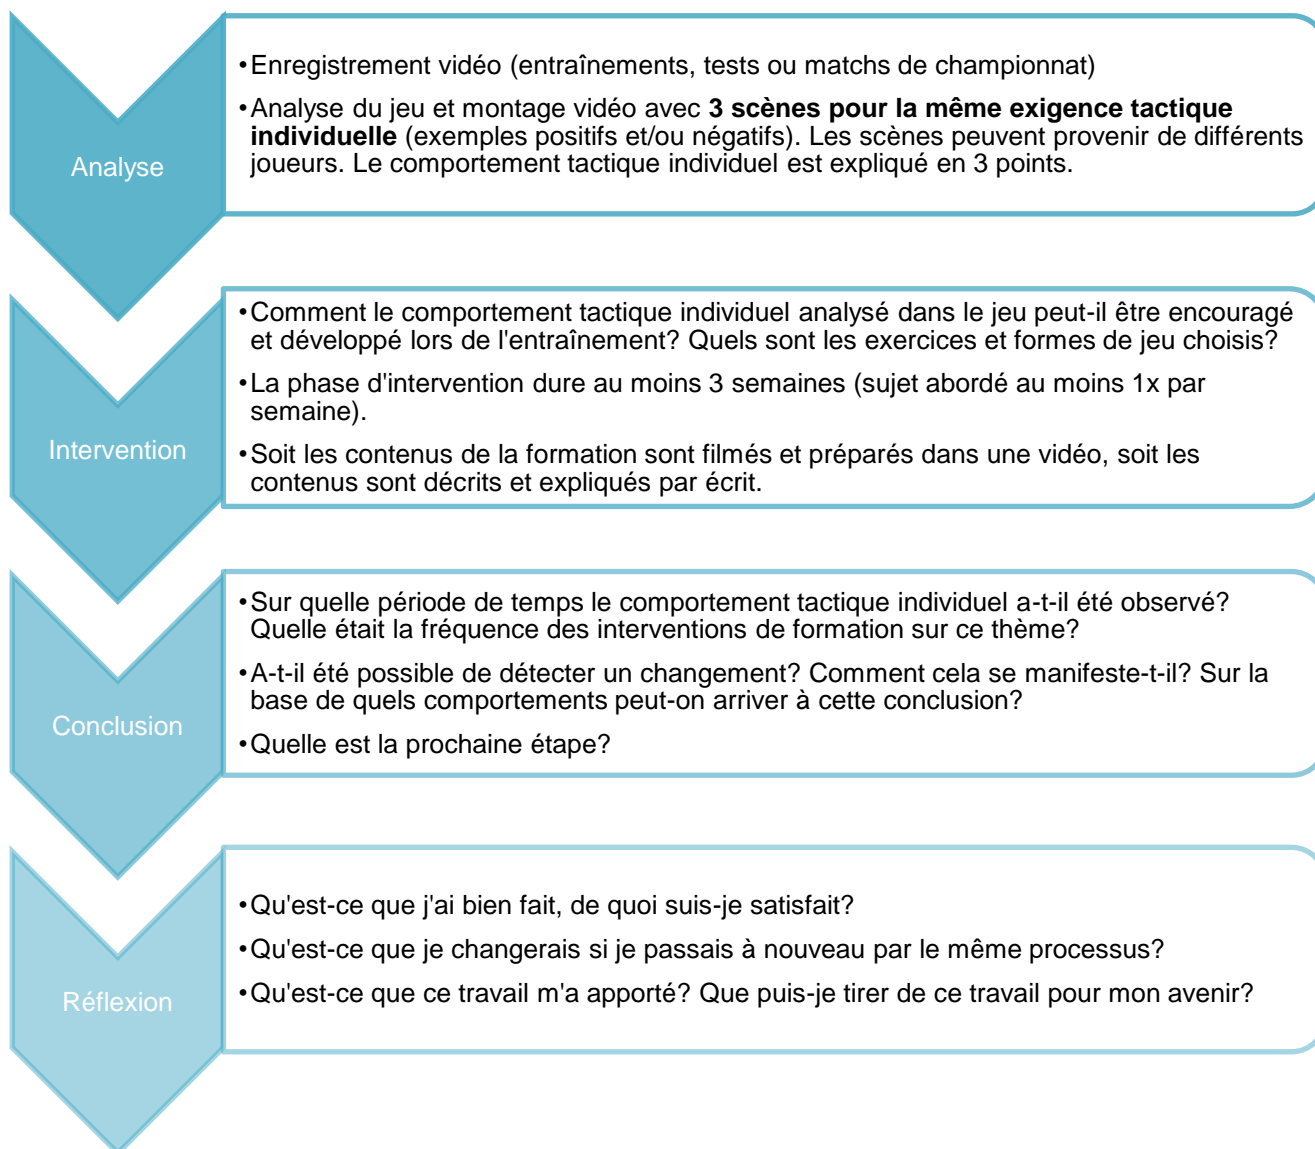 Analyse
•Enregistrement vidéo (entraînements, tests ou matchs de championnat)
•Analyse du jeu et montage vidéo avec 3 scènes pour la même exigence tactique
individuelle (exemples positifs et/ou négatifs). Les scènes peuvent provenir de différents
joueurs. Le comportement tactique individuel est expliqué en 3 points.
Intervention
•Comment le comportement tactique individuel analysé dans le jeu peut-il être encouragé
et développé lors de l'entraînement? Quels sont les exercices et formes de jeu choisis?
•La phase d'intervention dure au moins 3 semaines (sujet abordé au moins 1x par
semaine).
•Soit les contenus de la formation sont filmés et préparés dans une vidéo, soit les
contenus sont décrits et expliqués par écrit.
Conclusion
•Sur quelle période de temps le comportement tactique individuel a-t-il été observé?
Quelle était la fréquence des interventions de formation sur ce thème?
•A-t-il été possible de détecter un changement? Comment cela se manifeste-t-il? Sur la
base de quels comportements peut-on arriver à cette conclusion?
•Quelle est la prochaine étape?
Réflexion
•Qu'est-ce que j'ai bien fait, de quoi suis-je satisfait?
•Qu'est-ce que je changerais si je passais à nouveau par le même processus?
•Qu'est-ce que ce travail m'a apporté? Que puis-je tirer de ce travail pour mon avenir?